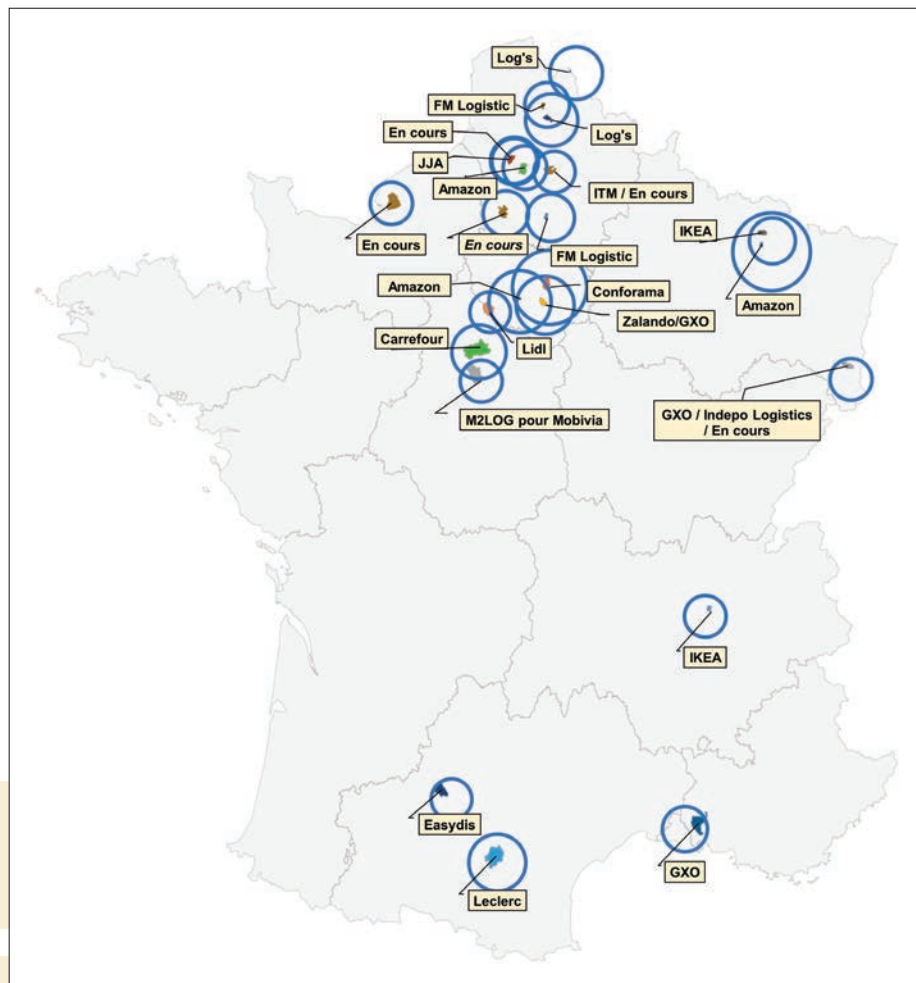 Log's
FM Logistic
Log's
En cours
JJA
Amazon
ITM / En cours
En cours
En cours
IKEA
FM Logistic
Amazon
Conforama
Amazon
Zalando/GXO
Carrefour
Lidl
M2LOG pour Mobivia
GXO / Indepo Logistics
/ En cours
IKEA
Easydis
GXO
Leclerc